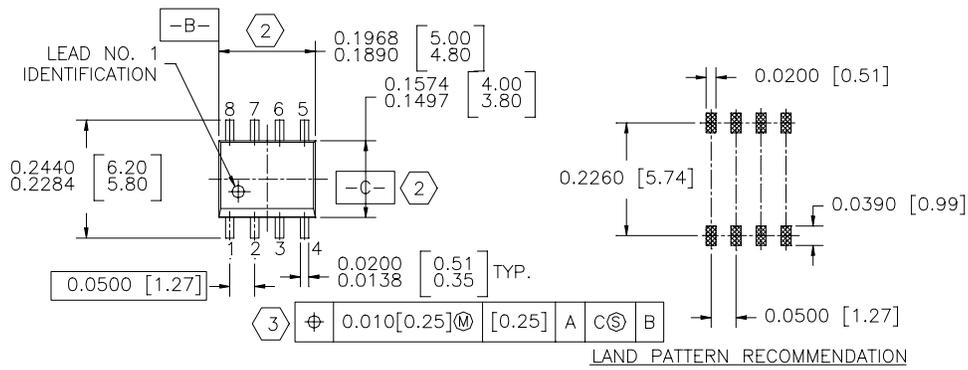 -B-
2
0.1968 [5.00]
0.1890 [4.80]
LEAD NO. 1
IDENTIFICATION
0.1574 [4.00]
0.1497 [3.80]
8 7 6 5
0.2440 [6.20]
0.2284 [5.80]
-C-
2
1 2 3 4
0.0500 [1.27]
0.0200 [0.51]
0.0138 [0.35]
TYP.
3
⌖ 0.010[0.25]Ⓜ [0.25] A CⓈ B
0.0200 [0.51]
0.2260 [5.74]
0.0390 [0.99]
0.0500 [1.27]
LAND PATTERN RECOMMENDATION